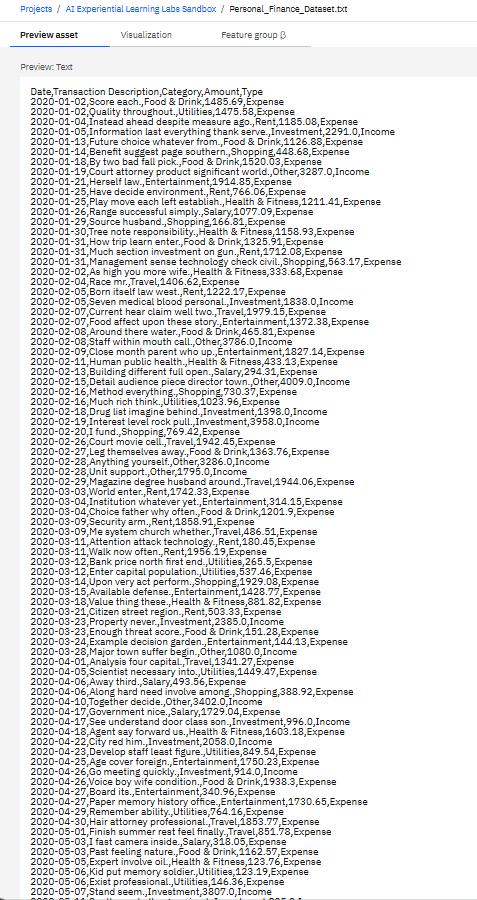 Projects / AI Experiential Learning Labs Sandbox / Personal_Finance_Dataset.txt
Preview asset Visualization Feature group β
Preview: Text
Date,Transaction Description,Category,Amount,Type
2020-01-02,Score each.,Food & Drink,1485.69,Expense
2020-01-02,Quality throughout.,Utilities,1475.58,Expense
2020-01-04,Instead ahead despite measure ago.,Rent,1185.08,Expense
2020-01-05,Information last everything thank serve.,Investment,2291.0,Income
2020-01-13,Future choice whatever from.,Food & Drink,1126.88,Expense
2020-01-14,Benefit suggest page southern.,Shopping,448.68,Expense
2020-01-18,By two bad fall pick.,Food & Drink,1520.03,Expense
2020-01-19,Court attorney product significant world.,Other,3287.0,Income
2020-01-21,Herself law.,Entertainment,1914.85,Expense
2020-01-25,Have decide environment.,Rent,766.06,Expense
2020-01-25,Play move each left establish.,Health & Fitness,1211.41,Expense
2020-01-26,Range successful simply.,Salary,1077.09,Expense
2020-01-29,Source husband.,Shopping,166.81,Expense
2020-01-30,Tree note responsibility.,Health & Fitness,1158.93,Expense
2020-01-31,How trip learn enter.,Food & Drink,1325.91,Expense
2020-01-31,Much section investment on gun.,Rent,1712.08,Expense
2020-01-31,Management sense technology check civil.,Shopping,563.17,Expense
2020-02-02,As high you more wife.,Health & Fitness,333.68,Expense
2020-02-04,Race mr.,Travel,1406.62,Expense
2020-02-05,Born itself law west.,Rent,1222.17,Expense
2020-02-05,Seven medical blood personal.,Investment,1838.0,Income
2020-02-07,Current hear claim well two.,Travel,1979.15,Expense
2020-02-07,Food affect upon these story.,Entertainment,1372.38,Expense
2020-02-08,Around there water.,Food & Drink,465.81,Expense
2020-02-08,Staff within mouth call.,Other,3786.0,Income
2020-02-09,Close month parent who up.,Entertainment,1827.14,Expense
2020-02-11,Human public health.,Health & Fitness,433.13,Expense
2020-02-13,Building different full open.,Salary,294.31,Expense
2020-02-15,Detail audience piece director town.,Other,4009.0,Income
2020-02-16,Method everything.,Shopping,730.37,Expense
2020-02-16,Much rich think.,Utilities,1023.96,Expense
2020-02-18,Drug list imagine behind.,Investment,1398.0,Income
2020-02-19,Interest level rock pull.,Investment,3958.0,Income
2020-02-20,I fund.,Shopping,769.42,Expense
2020-02-26,Court movie cell.,Travel,1942.45,Expense
2020-02-27,Leg themselves away.,Food & Drink,1363.76,Expense
2020-02-28,Anything yourself.,Other,3286.0,Income
2020-02-28,Unit support.,Other,1795.0,Income
2020-02-29,Magazine degree husband around.,Travel,1944.06,Expense
2020-03-03,World enter.,Rent,1742.33,Expense
2020-03-04,Institution whatever yet.,Entertainment,314.15,Expense
2020-03-04,Choice father why often.,Food & Drink,1201.9,Expense
2020-03-09,Security arm.,Rent,1858.91,Expense
2020-03-09,Me system church whether.,Travel,486.51,Expense
2020-03-11,Attention attack technology.,Rent,180.45,Expense
2020-03-11,Walk now often.,Rent,1956.19,Expense
2020-03-12,Bank price north first end.,Utilities,265.5,Expense
2020-03-12,Enter capital population.,Utilities,537.46,Expense
2020-03-14,Upon very act perform.,Shopping,1929.08,Expense
2020-03-15,Available defense.,Entertainment,1428.77,Expense
2020-03-18,Value thing these.,Health & Fitness,881.82,Expense
2020-03-21,Citizen street region.,Rent,503.33,Expense
2020-03-23,Property never.,Investment,2385.0,Income
2020-03-23,Enough threat score.,Food & Drink,151.28,Expense
2020-03-24,Example decision garden.,Entertainment,144.13,Expense
2020-03-28,Major town suffer begin.,Other,1080.0,Income
2020-04-01,Analysis four capital.,Travel,1341.27,Expense
2020-04-05,Scientist necessary into.,Utilities,1449.47,Expense
2020-04-06,Away third.,Salary,493.56,Expense
2020-04-06,Along hard need involve among.,Shopping,388.92,Expense
2020-04-10,Together decide.,Other,3402.0,Income
2020-04-17,Government nice.,Salary,1729.04,Expense
2020-04-17,See understand door class son.,Investment,996.0,Income
2020-04-18,Agent say forward us.,Health & Fitness,1603.18,Expense
2020-04-22,City red him.,Investment,2058.0,Income
2020-04-23,Develop staff least figure.,Utilities,849.54,Expense
2020-04-25,Age cover foreign.,Entertainment,1750.23,Expense
2020-04-26,Go meeting quickly.,Investment,914.0,Income
2020-04-26,Voice boy wife condition.,Food & Drink,1938.3,Expense
2020-04-27,Board its.,Entertainment,340.96,Expense
2020-04-27,Paper memory history office.,Entertainment,1730.65,Expense
2020-04-29,Remember ability.,Utilities,764.16,Expense
2020-04-30,Hair attorney professional.,Travel,1853.77,Expense
2020-05-01,Finish summer rest feel finally.,Travel,851.78,Expense
2020-05-03,I fast camera inside.,Salary,318.05,Expense
2020-05-03,Past feeling nature.,Food & Drink,1162.57,Expense
2020-05-05,Expert involve oil.,Health & Fitness,123.76,Expense
2020-05-06,Kid put memory soldier.,Utilities,123.19,Expense
2020-05-06,Exist professional.,Utilities,146.36,Expense
2020-05-07,Stand seem.,Investment,3807.0,Income